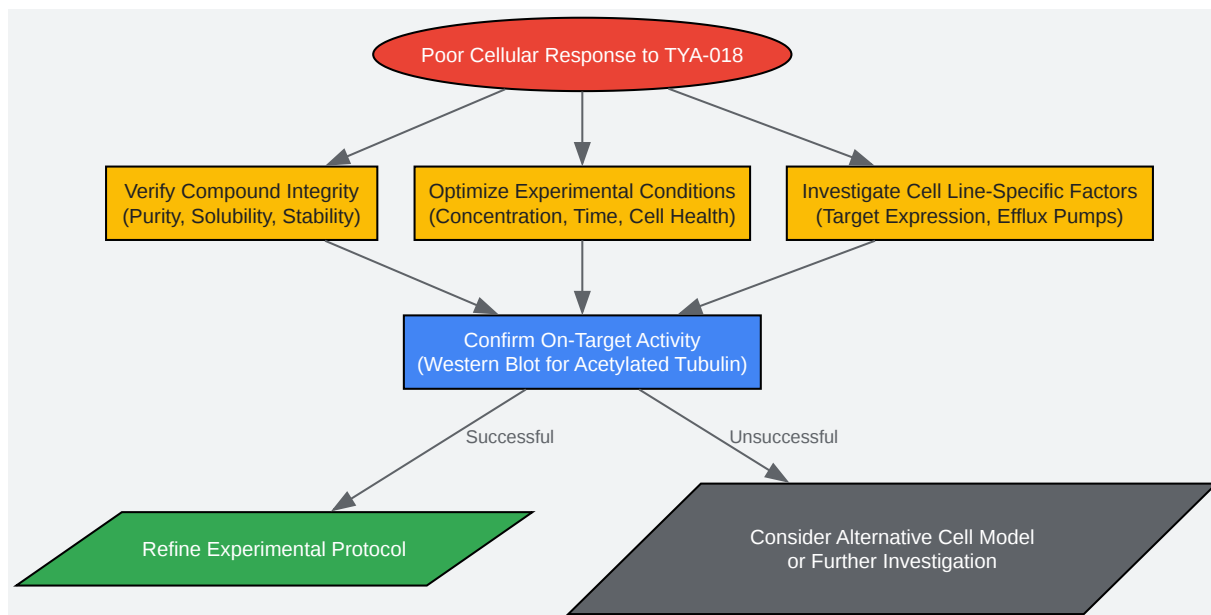 Poor Cellular Response to TYA-018
Verify Compound Integrity
(Purity, Solubility, Stability)
Optimize Experimental Conditions
(Concentration, Time, Cell Health)
Investigate Cell Line-Specific Factors
(Target Expression, Efflux Pumps)
Confirm On-Target Activity
(Western Blot for Acetylated Tubulin)
Successful
Unsuccessful
Refine Experimental Protocol
Consider Alternative Cell Model
or Further Investigation